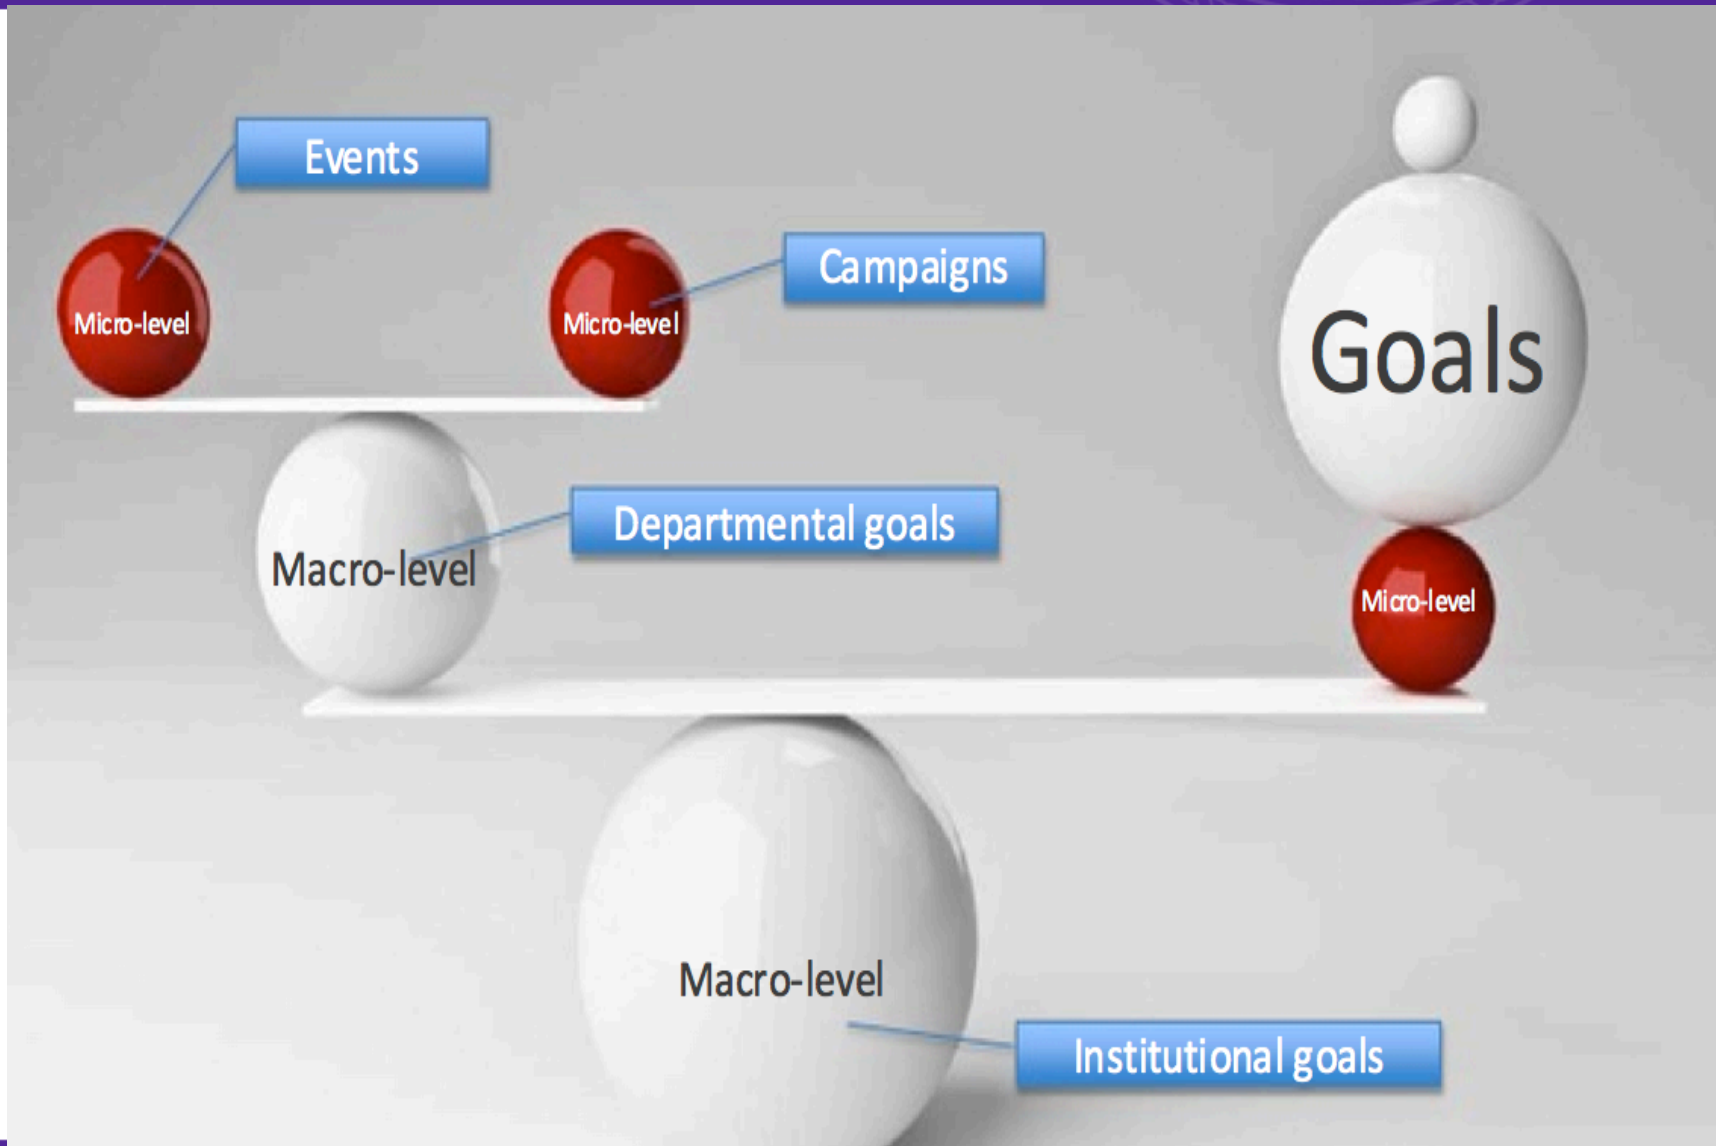 Events
Micro-level
Micro-level
Campaigns
Goals
Departmental goals
Macro-level
Micro-level
Macro-level
Institutional goals